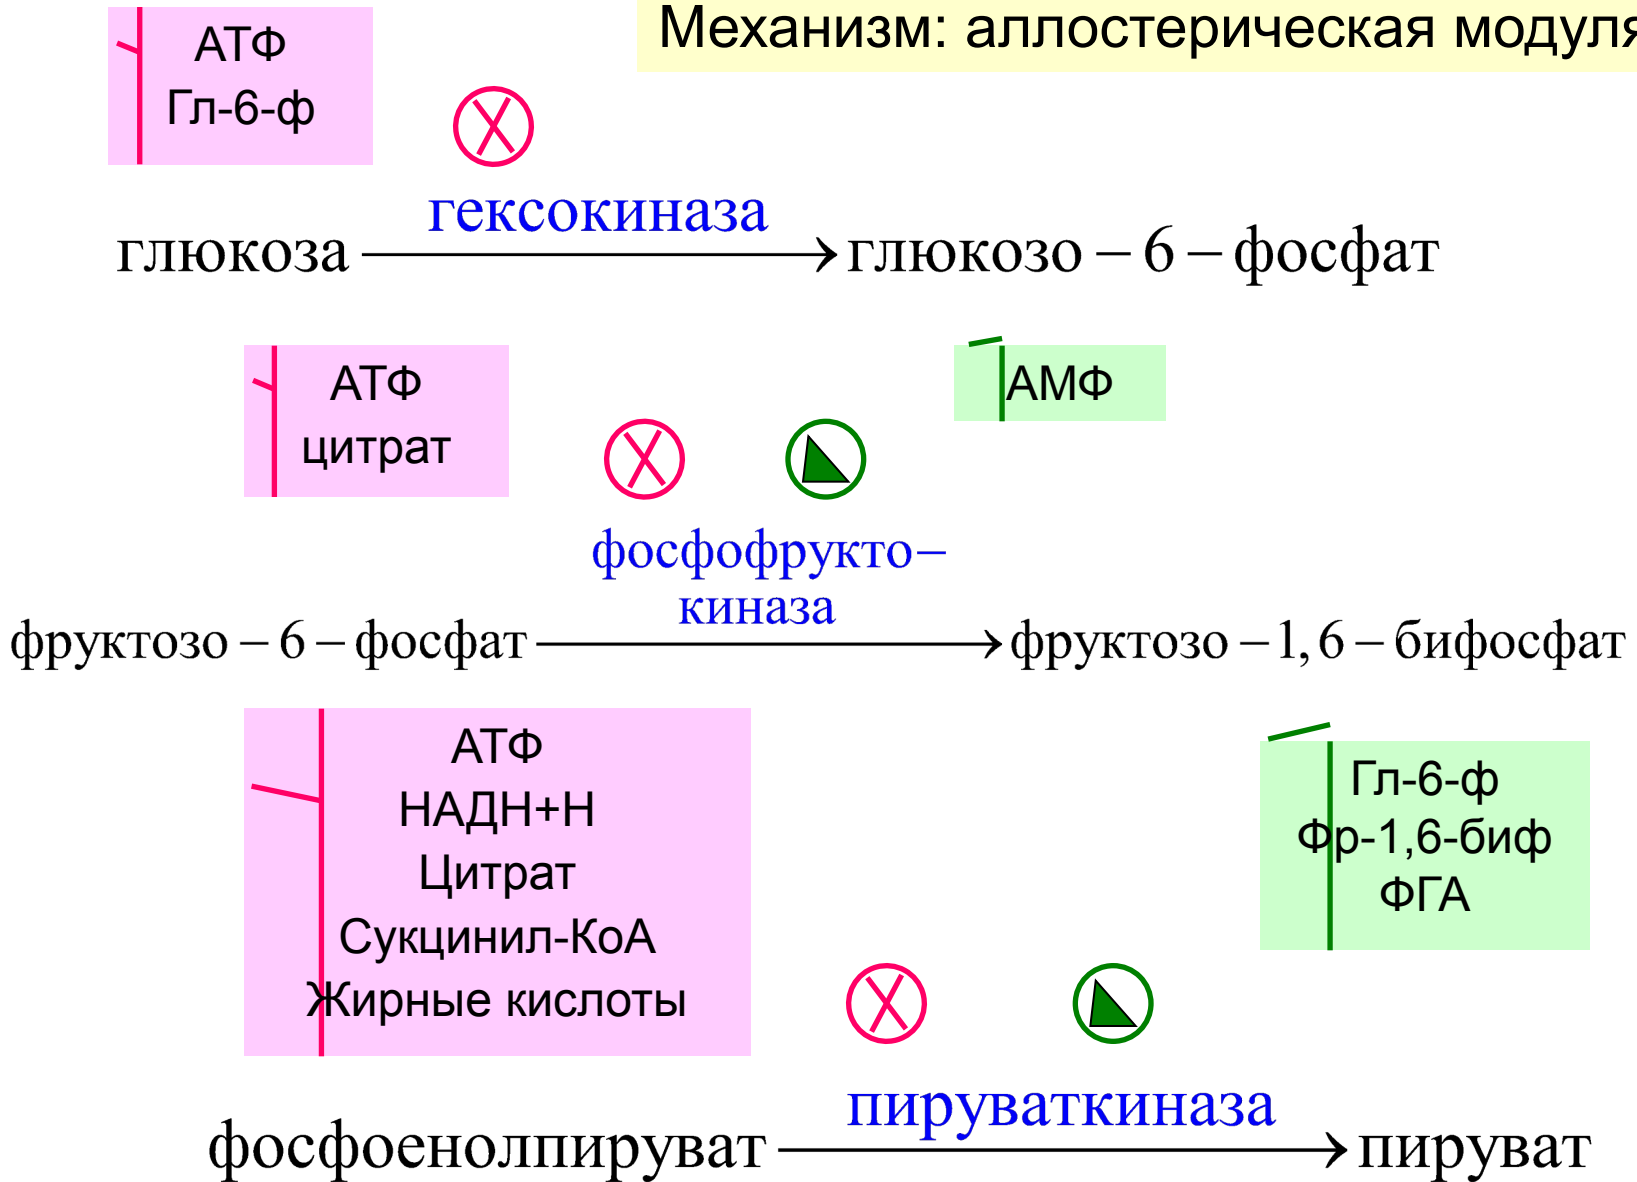 Механизм: аллостерическая модуля
АТФ
Гл-6-ф
гексокиназа
глюкоза → глюкозо – 6 – фосфат
АТФ
цитрат
АМФ
фосфофрукто–
киназа
фруктозо – 6 – фосфат → фруктозо – 1, 6 – бифосфат
АТФ
НАДН+Н
Цитрат
Сукцинил-КоА
Жирные кислоты
Гл-6-ф
Фр-1,6-биф
ФГА
пируваткиназа
фосфоенолпируват → пируват